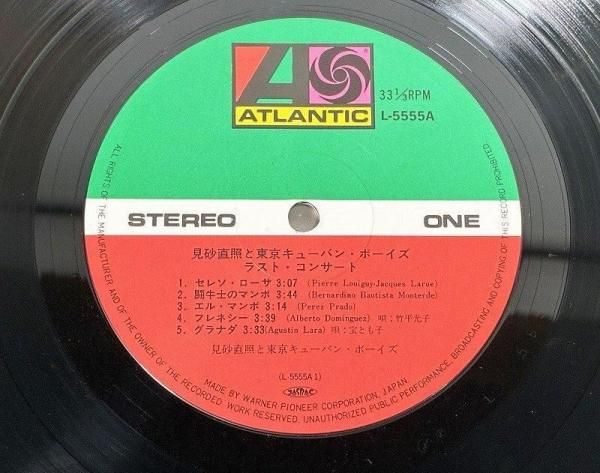 33 1/3 RPM
ATLANTIC
L-5555A
STEREO
ONE
見砂直照と東京キューバン・ボーイズ
ラスト・コンサート
1. セレソ・ローサ 3:07 (Pierre Louiguy-Jacques Larue)
2. 闘牛士のマンボ 3:44 (Bernardino Bautista Monterde)
3. エル・マンボ 3:14 (Perez Prado)
4. フレネシー 3:39 (Alberto Dominguez) 唄:竹平光子
5. グラナダ 3:33 (Agustin Lara) 唄:宝とも子
見砂直照と東京キューバン・ボーイズ
(L-5555A1)
JASRAC
MADE BY WARNER PIONEER CORPORATION, JAPAN
ALL RIGHTS OF THE MANUFACTURER AND OF THE OWNER OF THE RECORDED WORK RESERVED. UNAUTHORIZED PUBLIC PERFORMANCE, BROADCASTING AND COPYING OF THIS RECORD PROHIBITED.